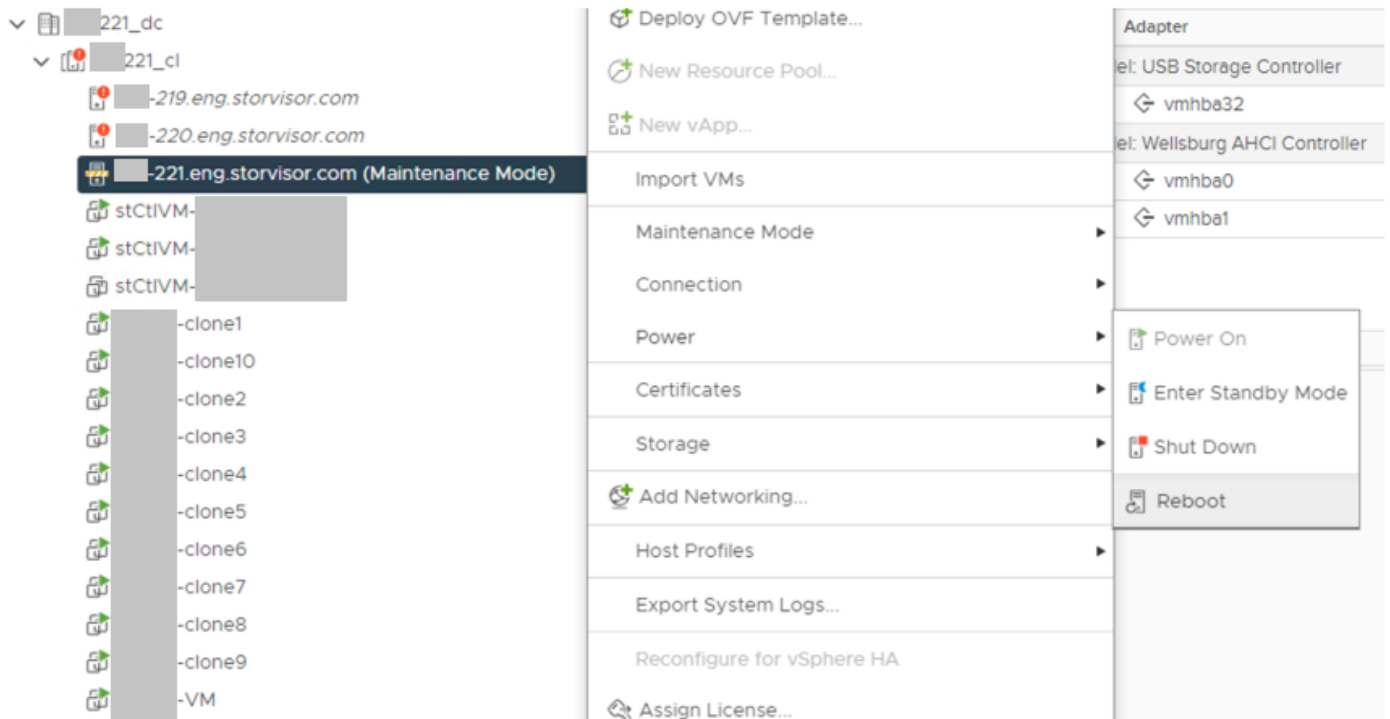 221_dc
221_cl
-219.eng.storvisor.com
-220.eng.storvisor.com
-221.eng.storvisor.com (Maintenance Mode)
stCtlVM-
stCtlVM-
stCtlVM-
-clone1
-clone10
-clone2
-clone3
-clone4
-clone5
-clone6
-clone7
-clone8
-clone9
-VM
Deploy OVF Template...
New Resource Pool...
New vApp...
Import VMs
Maintenance Mode
Connection
Power
Certificates
Storage
Add Networking...
Host Profiles
Export System Logs...
Reconfigure for vSphere HA
Assign License...
Adapter
el: USB Storage Controller
vmhba32
el: Wellsburg AHCI Controller
vmhba0
vmhba1
Power On
Enter Standby Mode
Shut Down
Reboot